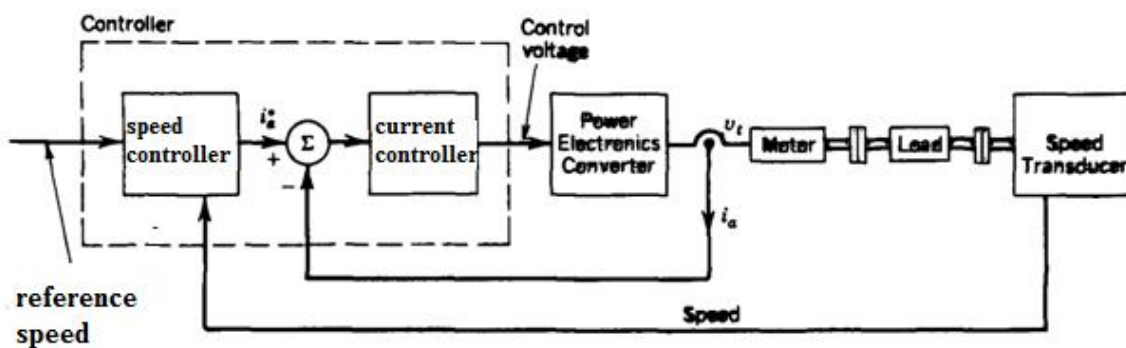 Controller
Control
voltage
speed
controller
i*a
+
Σ
−
current
controller
Power
Electronics
Converter
vt
Motor
Load
Speed
Transducer
ia
reference
speed
Speed